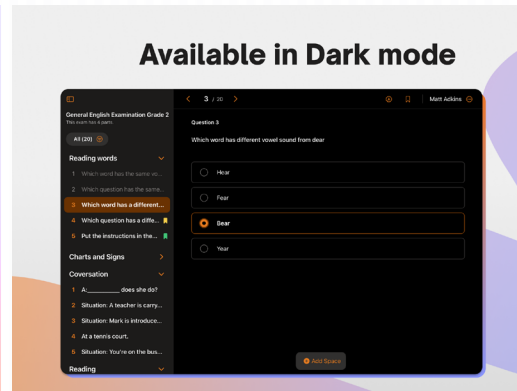 Available in Dark mode
General English Examination Grade 2
This exam has 4 parts
All (20)
Reading words
1 Which word has the same vo...
2 Which question has the same...
3 Which word has a different...
4 Which question has a diffe...
5 Put the instructions in the...
Charts and Signs
Coversation
1 A:________ does she do?
2 Situation: A teacher is carry...
3 Situation: Mark is introduce...
4 At a tennis court.
5 Situation: You're on the bus...
Reading
3 / 20
Matt Adkins
Question 3
Which word has different vowel sound from dear
Hear
Fear
Bear
Year
Add Space